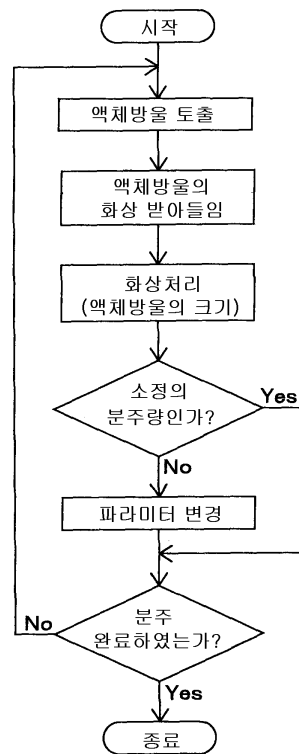 시작
액체방울 토출
액체방울의
화상 받아들임
화상처리
(액체방울의 크기)
소정의
분주량인가?
Yes
No
파라미터 변경
분주
완료하였는가?
No
Yes
종료